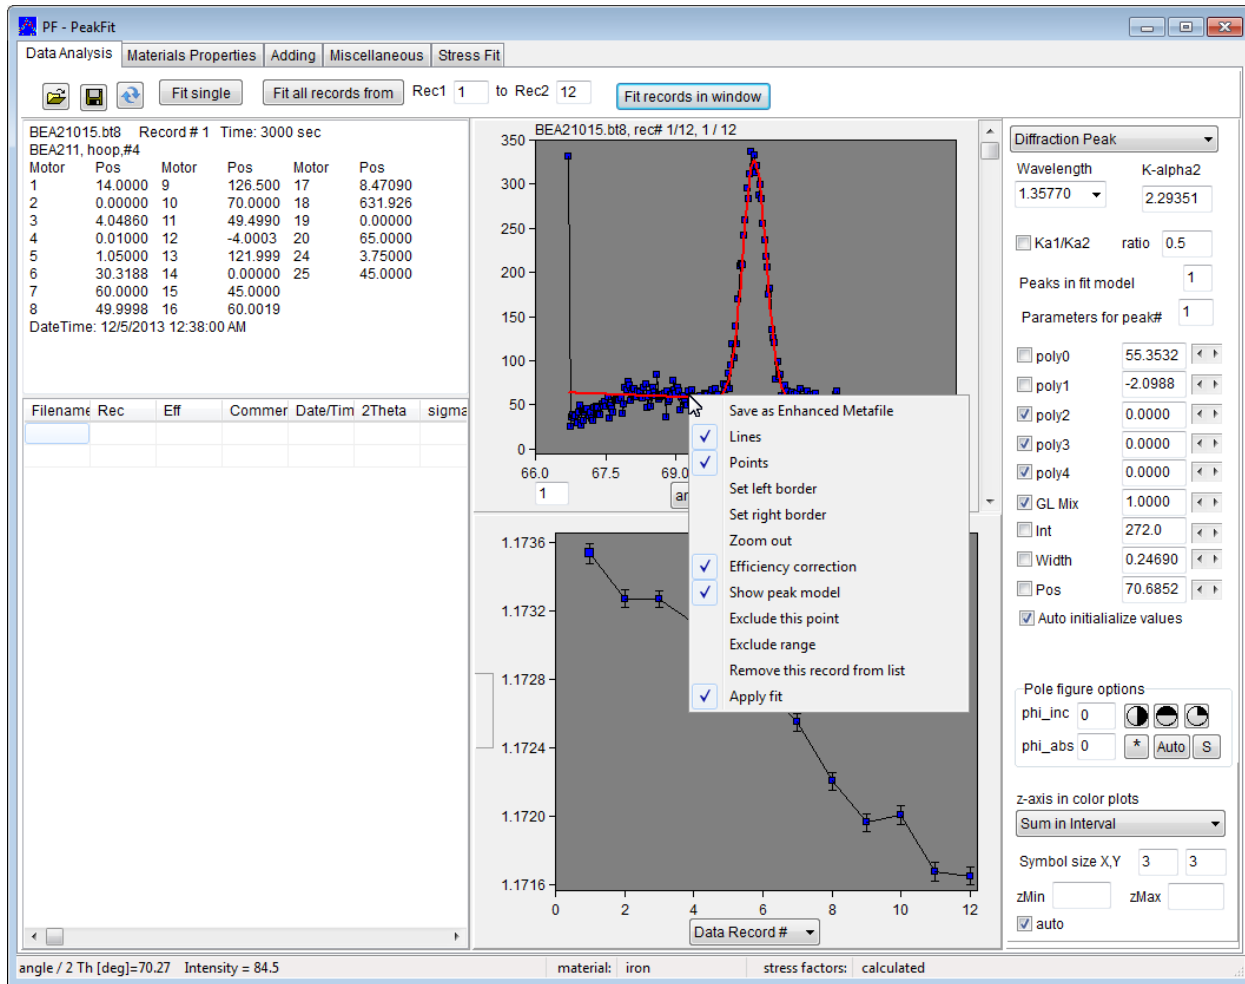 PF - PeakFit
Data Analysis Materials Properties Adding Miscellaneous Stress Fit
Fit single Fit all records from Rec1 1 to Rec2 12 Fit records in window
BEA21015.bt8 Record # 1 Time: 3000 sec
BEA211, hoop,#4
Motor Pos Motor Pos Motor Pos
1 14.0000 9 126.500 17 8.47090
2 0.00000 10 70.0000 18 631.926
3 4.04860 11 49.4990 19 0.00000
4 0.01000 12 -4.0003 20 65.0000
5 1.05000 13 121.999 24 3.75000
6 30.3188 14 0.00000 25 45.0000
7 60.0000 15 45.0000
8 49.9998 16 60.0019
DateTime: 12/5/2013 12:38:00 AM
Filename Rec Eff Commer Date/Tim 2Theta sigma
BEA21015.bt8, rec# 1/12, 1 / 12
350
300
250
200
150
100
50
0
66.0 67.5 69.0
1 ar
Save as Enhanced Metafile
Lines
Points
Set left border
Set right border
Zoom out
Efficiency correction
Show peak model
Exclude this point
Exclude range
Remove this record from list
Apply fit
1.1736
1.1732
1.1728
1.1724
1.1720
1.1716
0 2 4 6 8 10 12
Data Record #
Diffraction Peak
Wavelength K-alpha2
1.35770 2.29351
Ka1/Ka2 ratio 0.5
Peaks in fit model 1
Parameters for peak# 1
poly0 55.3532
poly1 -2.0988
poly2 0.0000
poly3 0.0000
poly4 0.0000
GL Mix 1.0000
Int 272.0
Width 0.24690
Pos 70.6852
Auto initialialize values
Pole figure options
phi_inc 0
phi_abs 0 * Auto S
z-axis in color plots
Sum in Interval
Symbol size X,Y 3 3
zMin zMax
auto
angle / 2 Th [deg]=70.27 Intensity = 84.5 material: iron stress factors: calculated